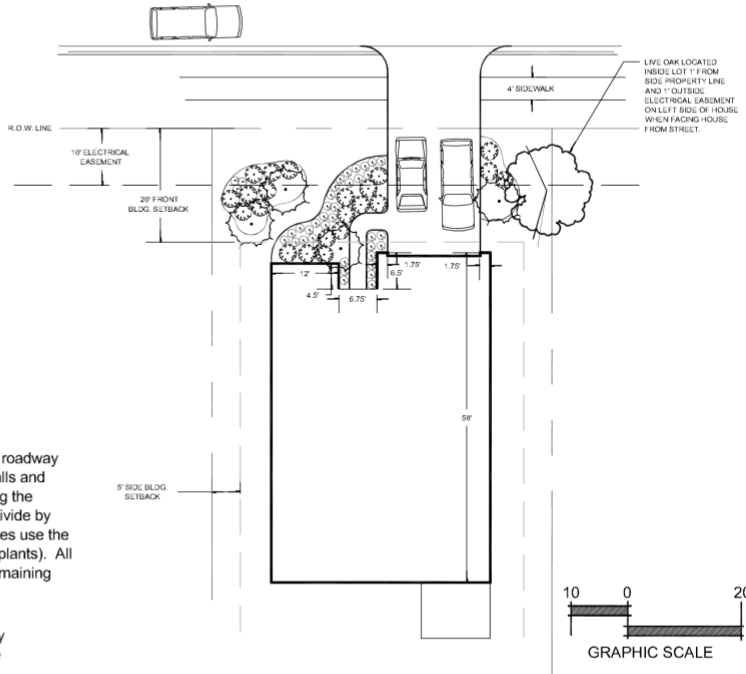 LIVE OAK LOCATED
INSIDE LOT 1' FROM
SIDE PROPERTY LINE
AND 1' OUTSIDE
ELECTRICAL EASEMENT
ON LEFT SIDE OF HOUSE
WHEN FACING HOUSE
FROM STREET.
4' SIDEWALK
R.O.W. LINE
10' ELECTRICAL
EASEMENT
20' FRONT
BLDG. SETBACK
12'
4.5'
6.75'
1.75'
6.5'
1.75'
58'
5' SIDE BLDG.
SETBACK
roadway
alls and
g the
ivide by
es use the
plants). All
maining
y
10 0 20
GRAPHIC SCALE